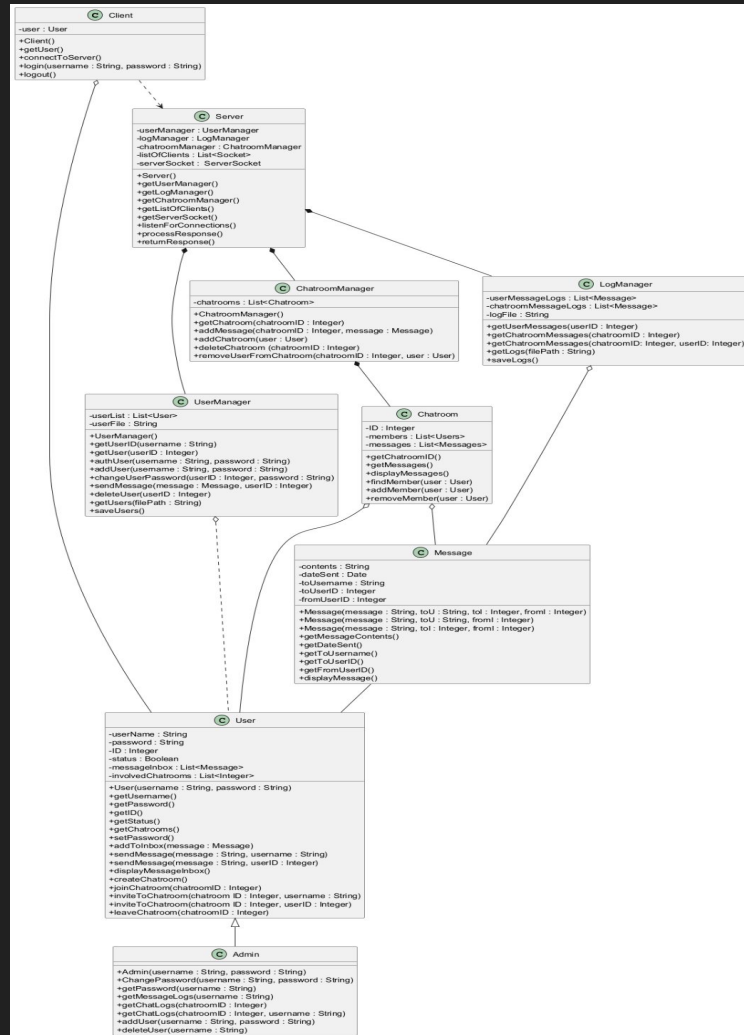 C Client
-user : User
+Client()
+getUser()
+connectToServer()
+login(username : String, password : String)
+logout()
C Server
-userManager : UserManager
-logManager : LogManager
-chatroomManager : ChatroomManager
-listOfClients : List<Socket>
-serverSocket : ServerSocket
+Server()
+getUserManager()
+getLogManager()
+getChatroomManager()
+getListOfClients()
+getServerSocket()
+listenForConnections()
+processResponse()
+returnResponse()
C ChatroomManager
-chatrooms : List<Chatroom>
+ChatroomManager()
+getChatroom(chatroomID : Integer)
+addMessage(chatroomID : Integer, message : Message)
+addChatroom(user : User)
+deleteChatroom (chatroomID : Integer)
+removeUserFromChatroom(chatroomID : Integer, user : User)
C LogManager
-userMessageLogs : List<Message>
-chatroomMessageLogs : List<Message>
-logFile : String
+getUserMessages(userID : Integer)
+getChatroomMessages(chatroomID : Integer)
+getChatroomMessages(chatroomID: Integer, userID: Integer)
+getLogs(filePath : String)
+saveLogs()
C UserManager
-userList : List<User>
-userFile : String
+UserManager()
+getUserID(username : String)
+getUser(userID : Integer)
+authUser(username : String, password : String)
+addUser(username : String, password : String)
+changeUserPassword(userID : Integer, password : String)
+sendMessage(message : Message, userID : Integer)
+deleteUser(userID : Integer)
+getUsers(filePath : String)
+saveUsers()
C Chatroom
-ID : Integer
-members : List<Users>
-messages : List<Messages>
+getChatroomID()
+getMessages()
+displayMessages()
+findMember(user : User)
+addMember(user : User)
+removeMember(user : User)
C Message
-contents : String
-dateSent : Date
-toUsername : String
-toUserID : Integer
-fromUserID : Integer
+Message(message : String, toU : String, toI : Integer, fromI : Integer)
+Message(message : String, toU : String, fromI : Integer)
+Message(message : String, toI : Integer, fromI : Integer)
+getMessageContents()
+getDateSent()
+getToUsername()
+getToUserID()
+getFromUserID()
+displayMessage()
C User
-userName : String
-password : String
-ID : Integer
-status : Boolean
-messageInbox : List<Message>
-involvedChatrooms : List<Integer>
+User(username : String, password : String)
+getUsername()
+getPassword()
+getID()
+getStatus()
+getChatrooms()
+setPassword()
+addToInbox(message : Message)
+sendMessage(message : String, username : String)
+sendMessage(message : String, userID : Integer)
+displayMessageInbox()
+createChatroom()
+joinChatroom(chatroomID : Integer)
+inviteToChatroom(chatroom ID : Integer, username : String)
+inviteToChatroom(chatroom ID : Integer, userID : Integer)
+leaveChatroom(chatroomID : Integer)
C Admin
+Admin(username : String, password : String)
+ChangePassword(username : String, password : String)
+getPassword(username : String)
+getMessageLogs(username : String)
+getChatLogs(chatroomID : Integer)
+getChatLogs(chatroomID : Integer, username : String)
+addUser(username : String, password : String)
+deleteUser(username : String)